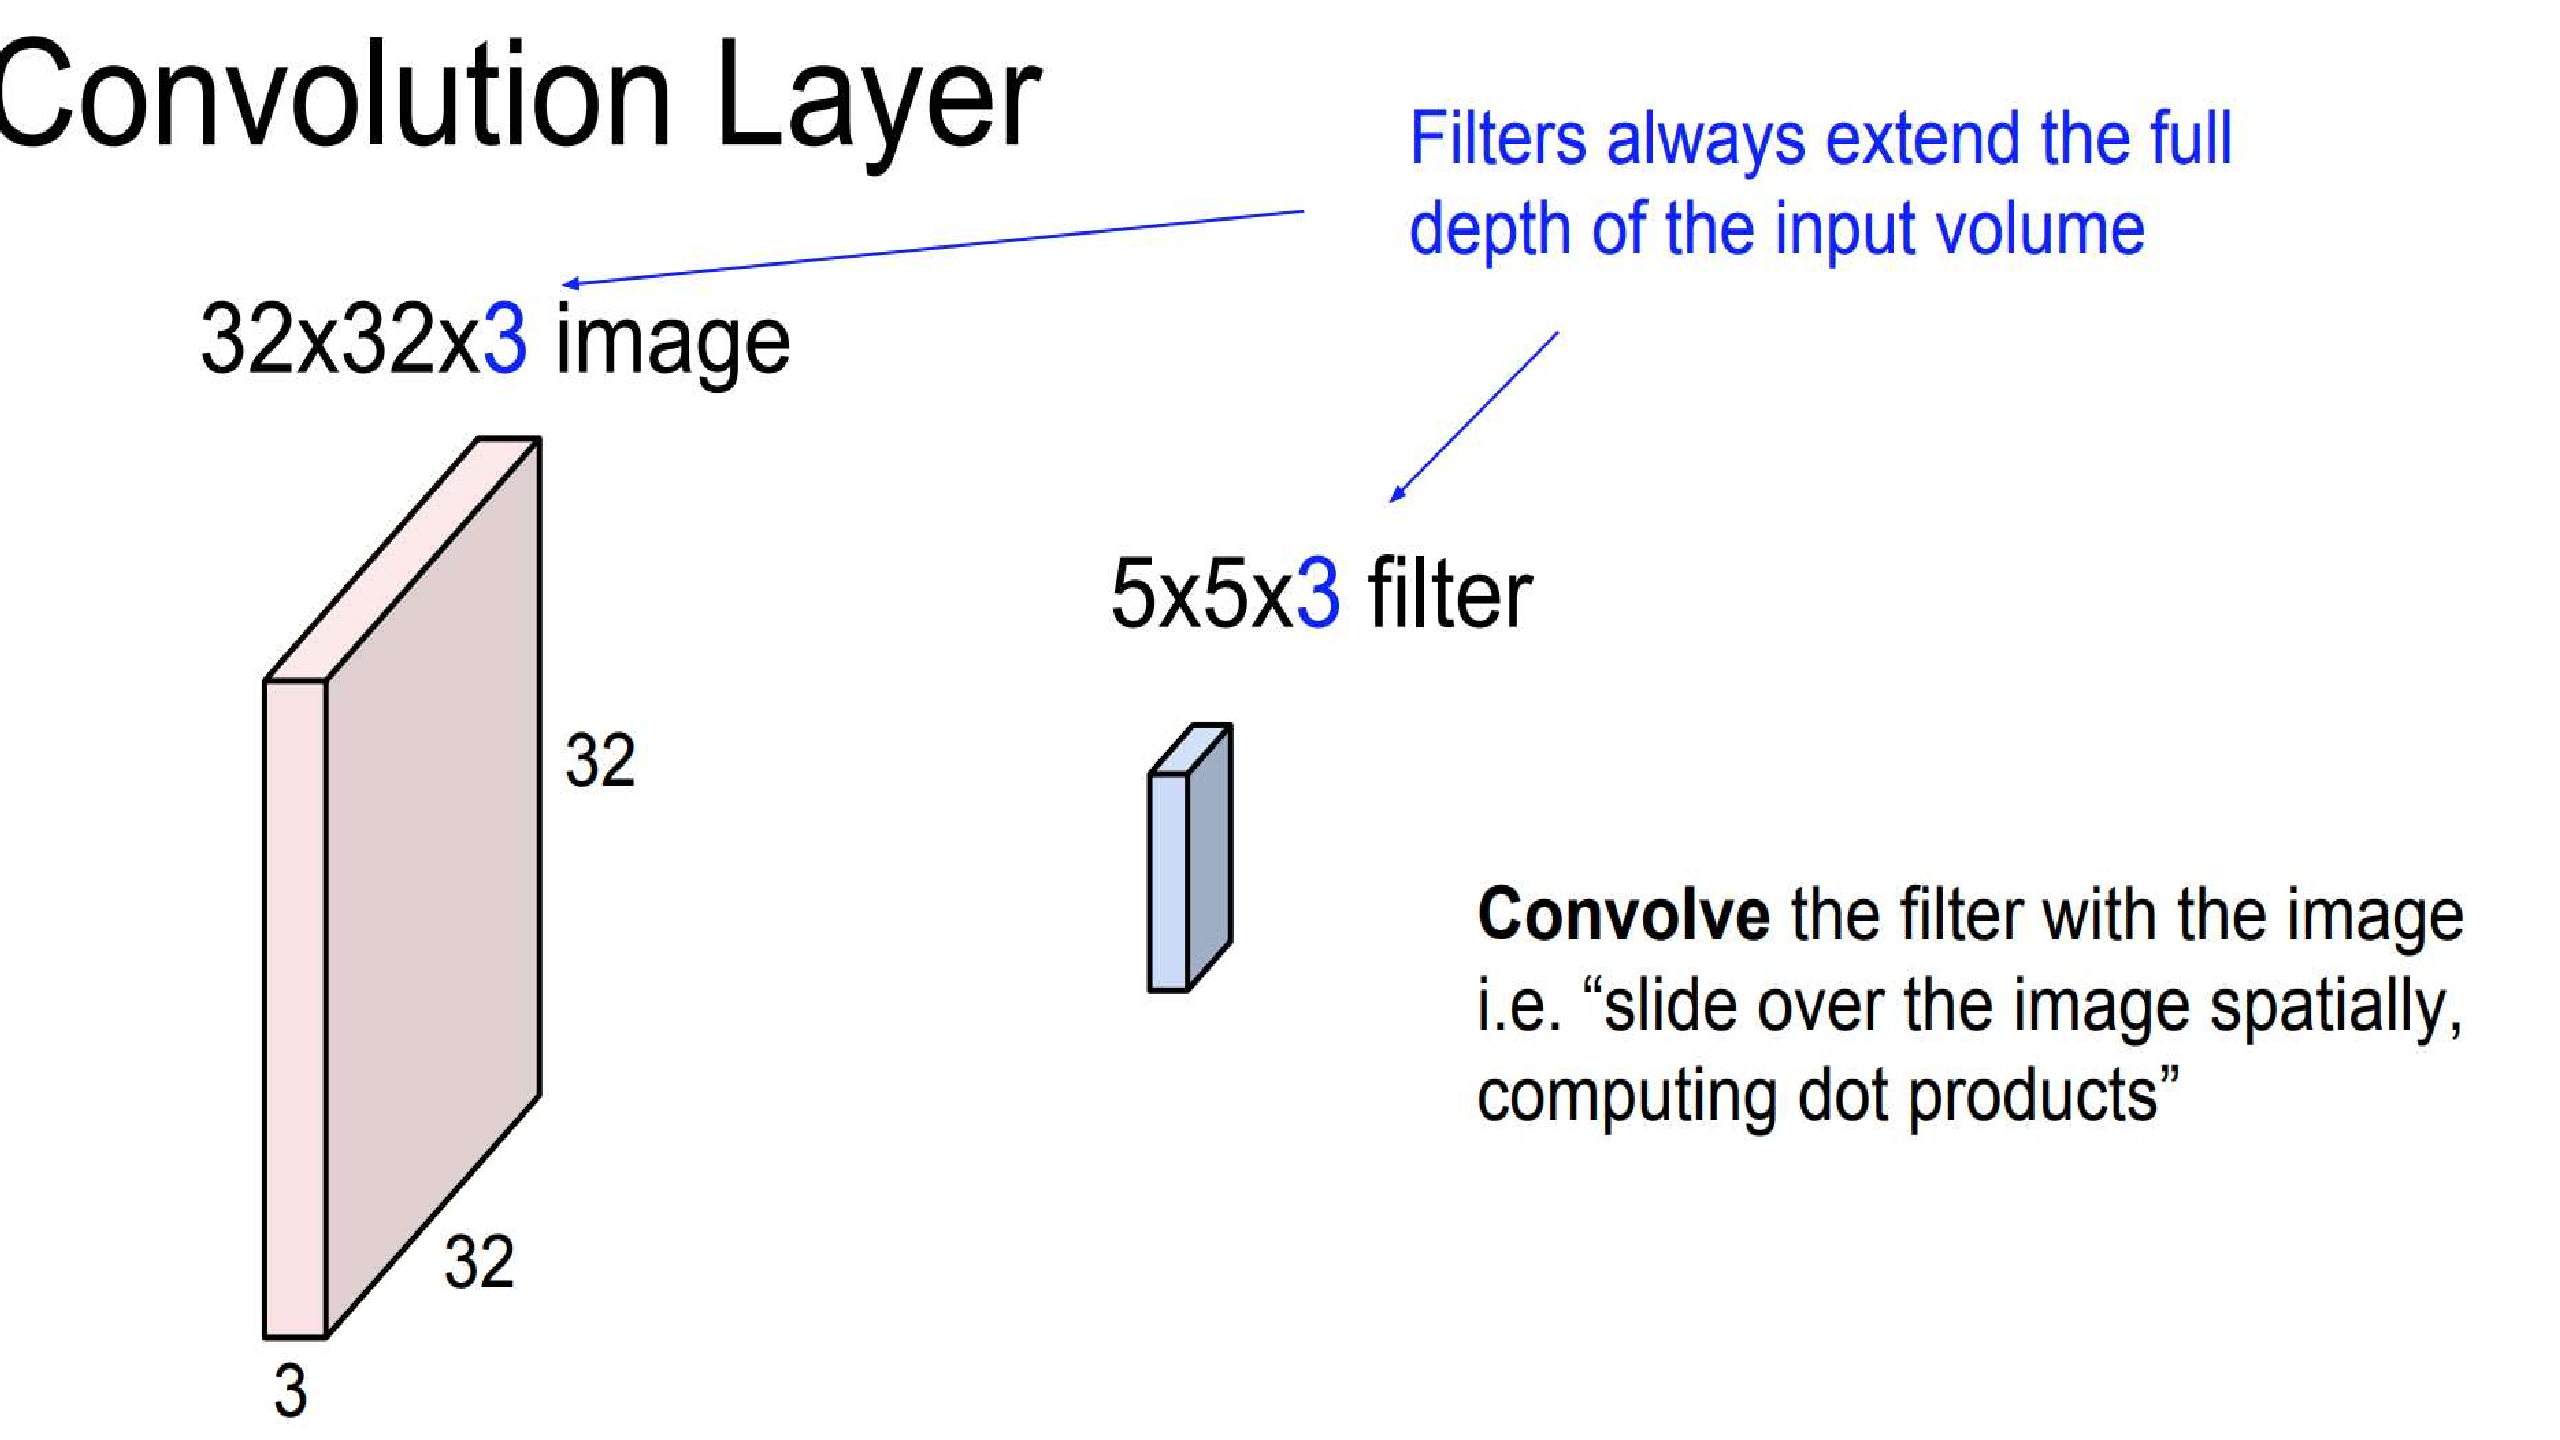 Convolution Layer
Filters always extend the full
depth of the input volume
32x32x3 image
5x5x3 filter
32
Convolve the filter with the image
i.e. “slide over the image spatially,
computing dot products”
32
3